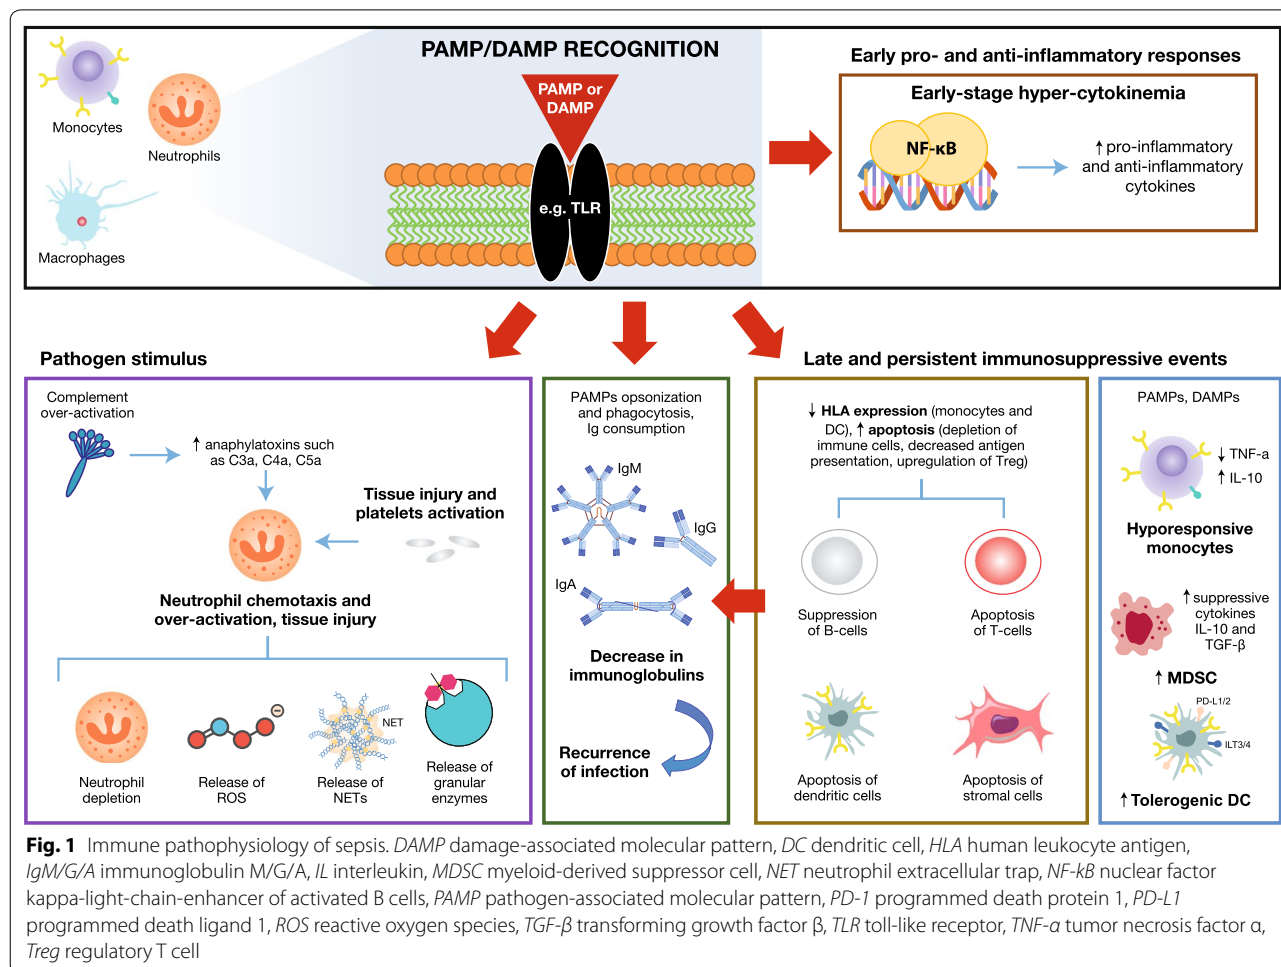 PAMP/DAMP RECOGNITION
Monocytes
Neutrophils
Macrophages
PAMP or
DAMP
e.g. TLR
Early pro- and anti-inflammatory responses
Early-stage hyper-cytokinemia
NF-κB
↑ pro-inflammatory
and anti-inflammatory
cytokines
Pathogen stimulus
Complement
over-activation
↑ anaphylatoxins such
as C3a, C4a, C5a
Tissue injury and
platelets activation
Neutrophil chemotaxis and
over-activation, tissue injury
Neutrophil
depletion
Release of
ROS
NET
Release of
NETs
Release of
granular
enzymes
PAMPs opsonization
and phagocytosis,
Ig consumption
IgM
IgG
IgA
Decrease in
immunoglobulins
Recurrence
of infection
Late and persistent immunosuppressive events
↓ HLA expression (monocytes and
DC), ↑ apoptosis (depletion of
immune cells, decreased antigen
presentation, upregulation of Treg)
Suppression
of B-cells
Apoptosis
of T-cells
Apoptosis of
dendritic cells
Apoptosis of
stromal cells
PAMPs, DAMPs
↓ TNF-a
↑ IL-10
Hyporesponsive
monocytes
↑ suppressive
cytokines
IL-10 and
TGF-β
↑ MDSC
PD-L1/2
ILT3/4
↑ Tolerogenic DC
Fig. 1 Immune pathophysiology of sepsis. DAMP damage-associated molecular pattern, DC dendritic cell, HLA human leukocyte antigen,
IgM/G/A immunoglobulin M/G/A, IL interleukin, MDSC myeloid-derived suppressor cell, NET neutrophil extracellular trap, NF-kB nuclear factor
kappa-light-chain-enhancer of activated B cells, PAMP pathogen-associated molecular pattern, PD-1 programmed death protein 1, PD-L1
programmed death ligand 1, ROS reactive oxygen species, TGF-β transforming growth factor β, TLR toll-like receptor, TNF-α tumor necrosis factor α,
Treg regulatory T cell